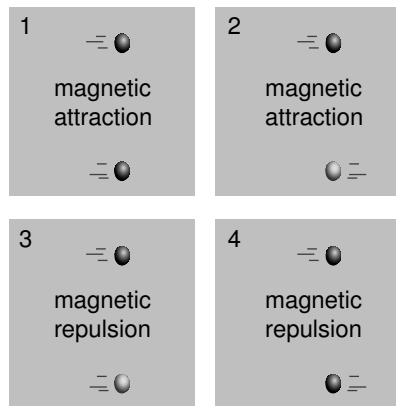 1
magnetic
attraction
2
magnetic
attraction
3
magnetic
repulsion
4
magnetic
repulsion